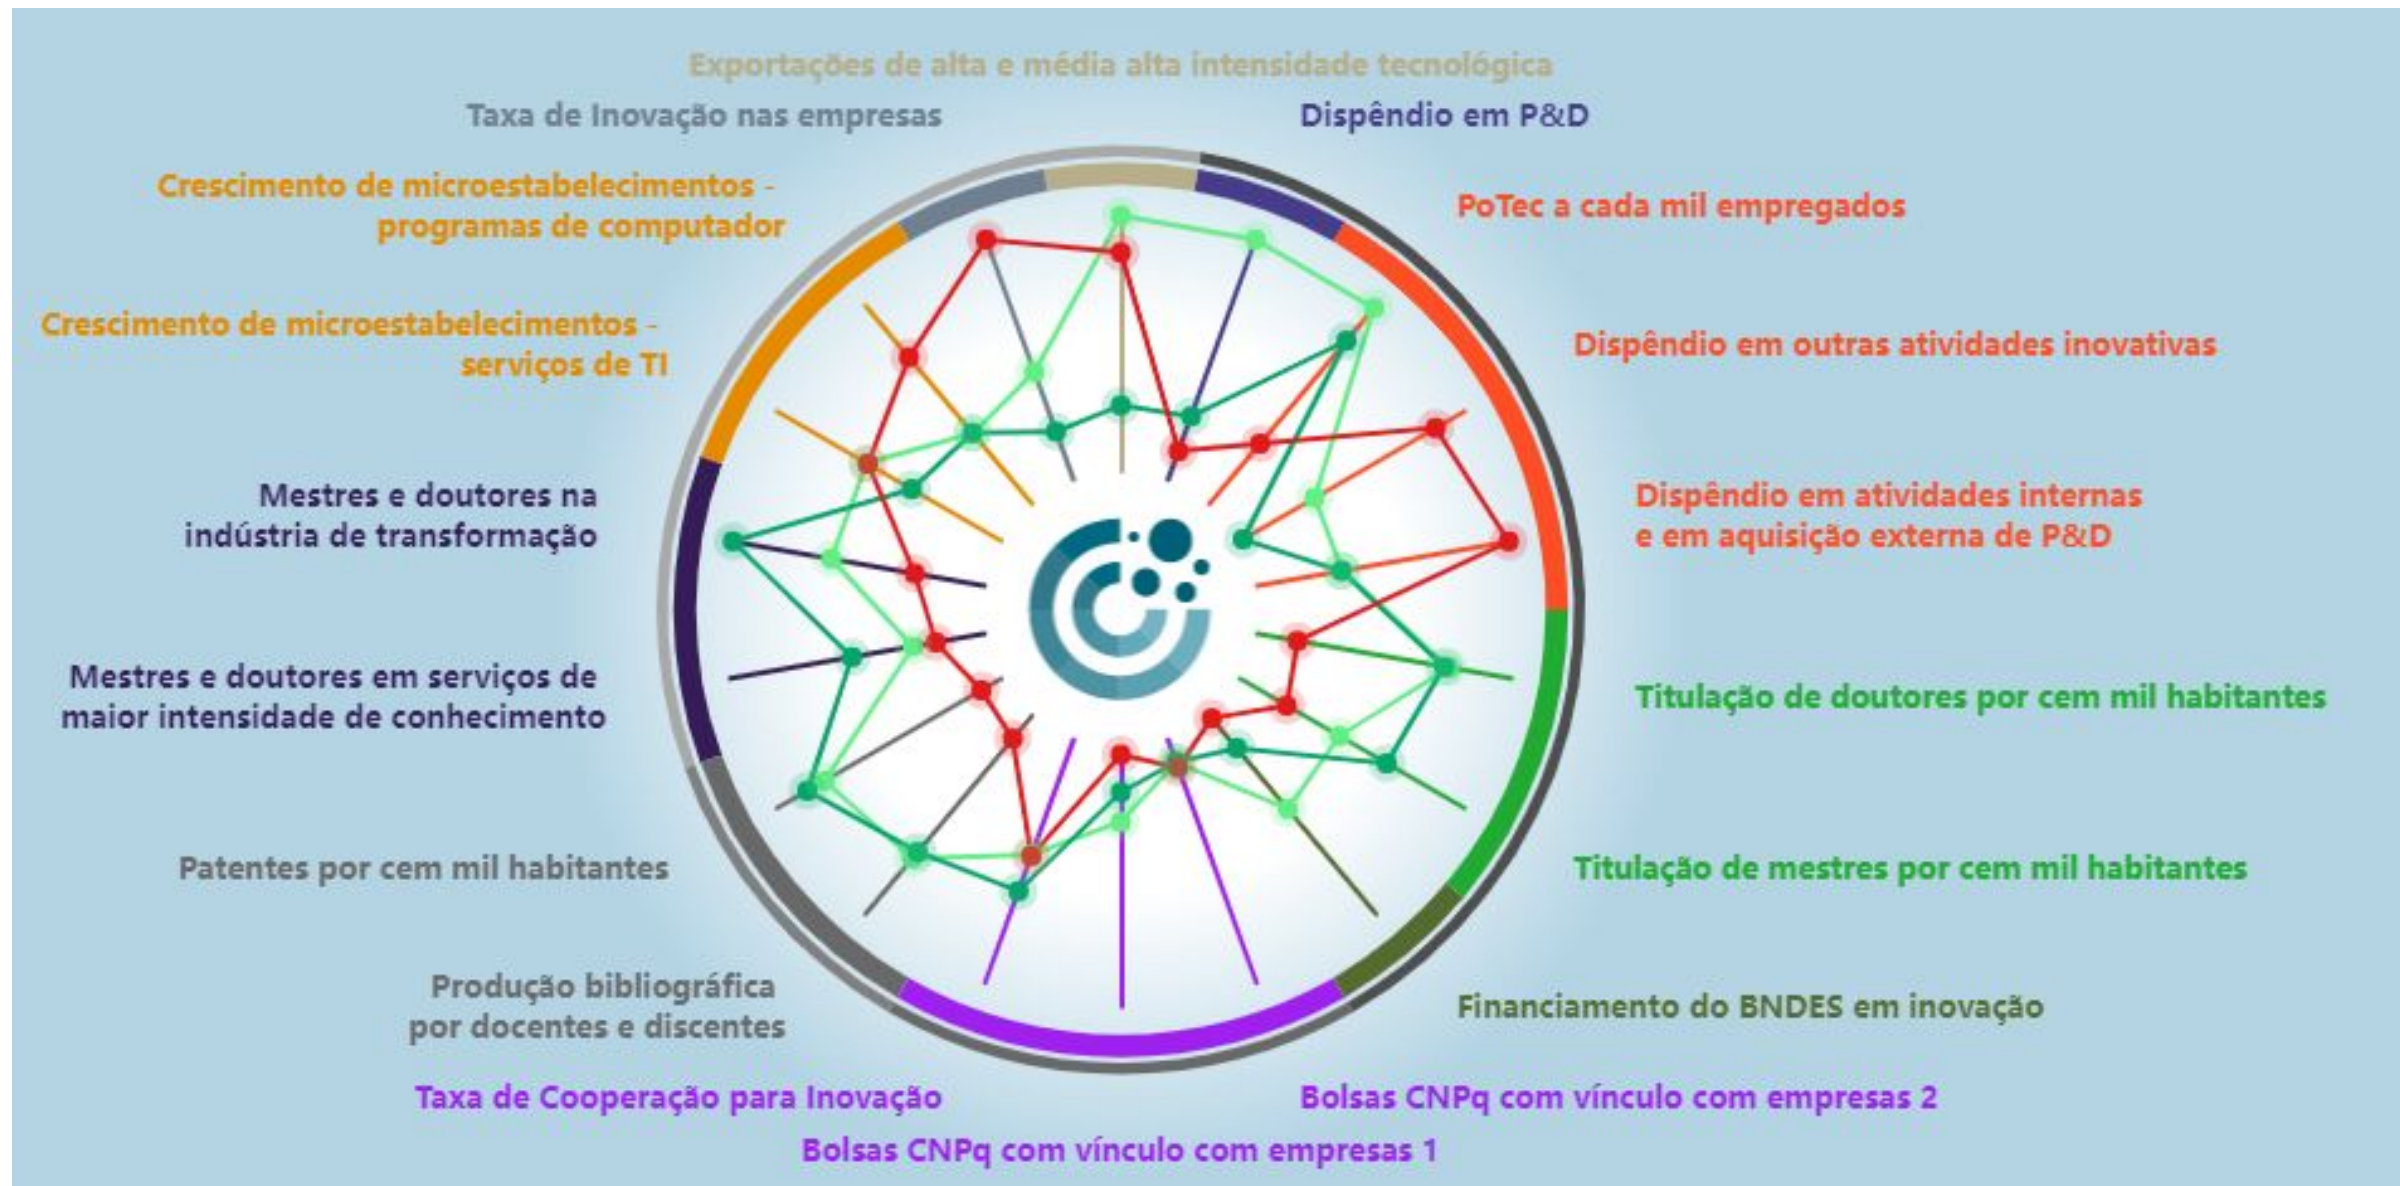 Exportações de alta e média alta intensidade tecnológica
Taxa de Inovação nas empresas
Dispêndio em P&D
Crescimento de microestabelecimentos -
programas de computador
PoTec a cada mil empregados
Crescimento de microestabelecimentos -
serviços de TI
Dispêndio em outras atividades inovativas
Mestres e doutores na
indústria de transformação
Dispêndio em atividades internas
e em aquisição externa de P&D
Mestres e doutores em serviços de
maior intensidade de conhecimento
Titulação de doutores por cem mil habitantes
Patentes por cem mil habitantes
Titulação de mestres por cem mil habitantes
Produção bibliográfica
por docentes e discentes
Financiamento do BNDES em inovação
Taxa de Cooperação para Inovação
Bolsas CNPq com vínculo com empresas 2
Bolsas CNPq com vínculo com empresas 1